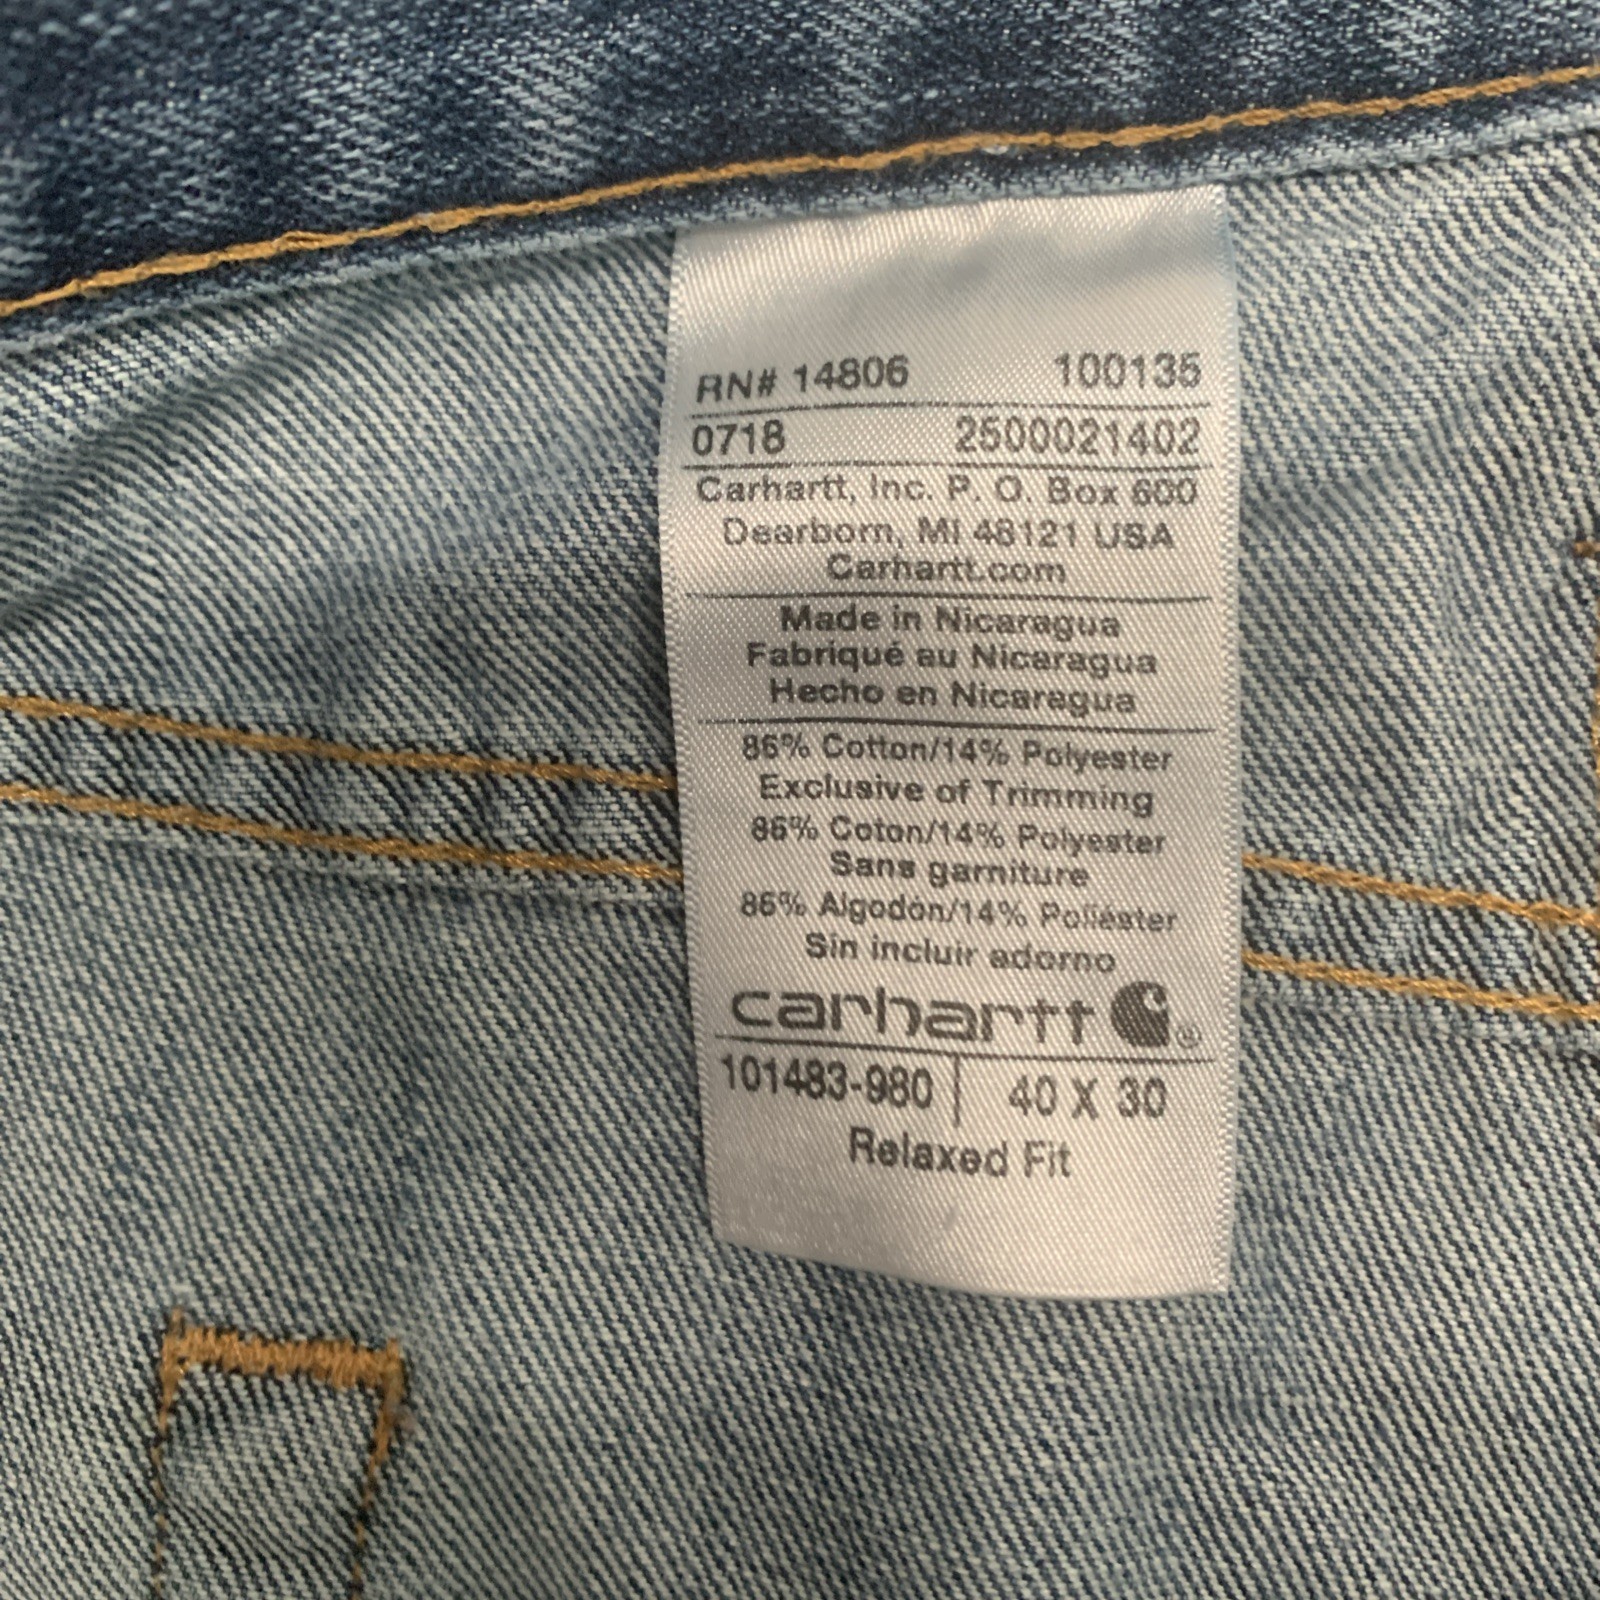 RN# 14806 100135
0718 2500021402
Carhartt, Inc. P. O. Box 600
Dearborn, MI 48121 USA
Carhartt.com
Made in Nicaragua
Fabriqué au Nicaragua
Hecho en Nicaragua
86% Cotton/14% Polyester
Exclusive of Trimming
86% Coton/14% Polyester
Sans garniture
86% Algodón/14% Poliéster
Sin incluir adorno
carhartt ®
101483-980 | 40 X 30
Relaxed Fit